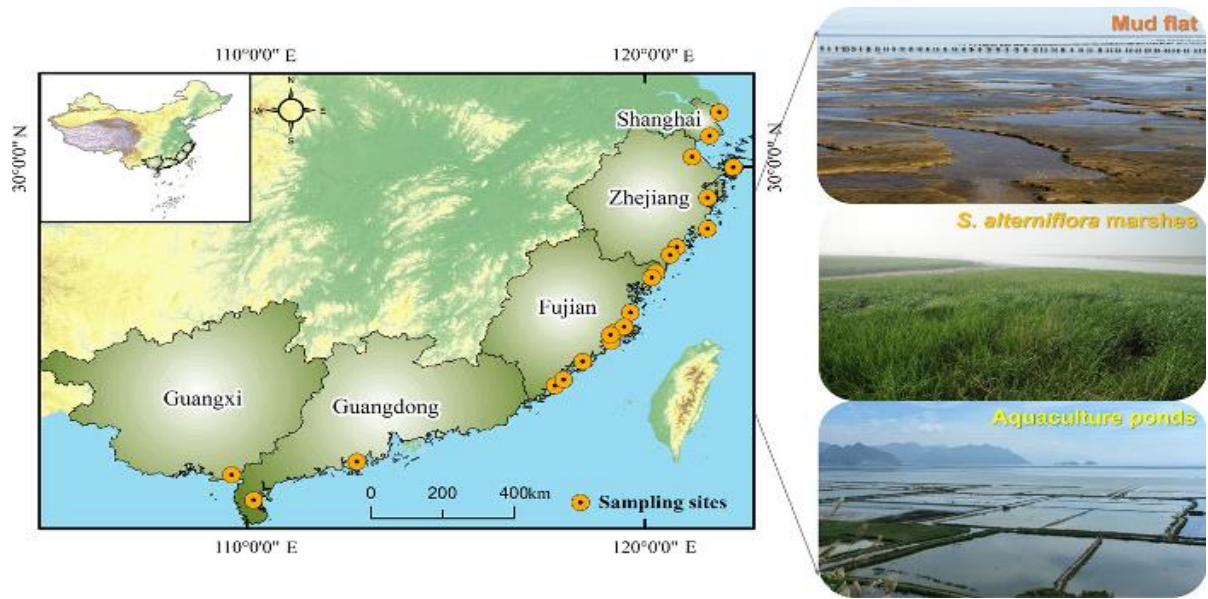 110°0'0" E
120°0'0" E
Mud flat
N
W
E
S
Shanghai
30°0'0" N
30°0'0" N
Zhejiang
S. alterniflora marshes
Fujian
Guangxi
Guangdong
Aquaculture ponds
0 200 400km
Sampling sites
110°0'0" E
120°0'0" E